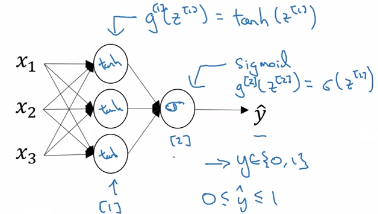 g^[1](z^[1]) = tanh(z^[1])
x₁
tanh
sigmoid
g^[2](z^[2]) = σ(z^[2])
x₂
tanh
σ
ŷ
[2]
x₃
tanh
→ y∈{0,1}
[1]
0 ≤ ŷ ≤ 1